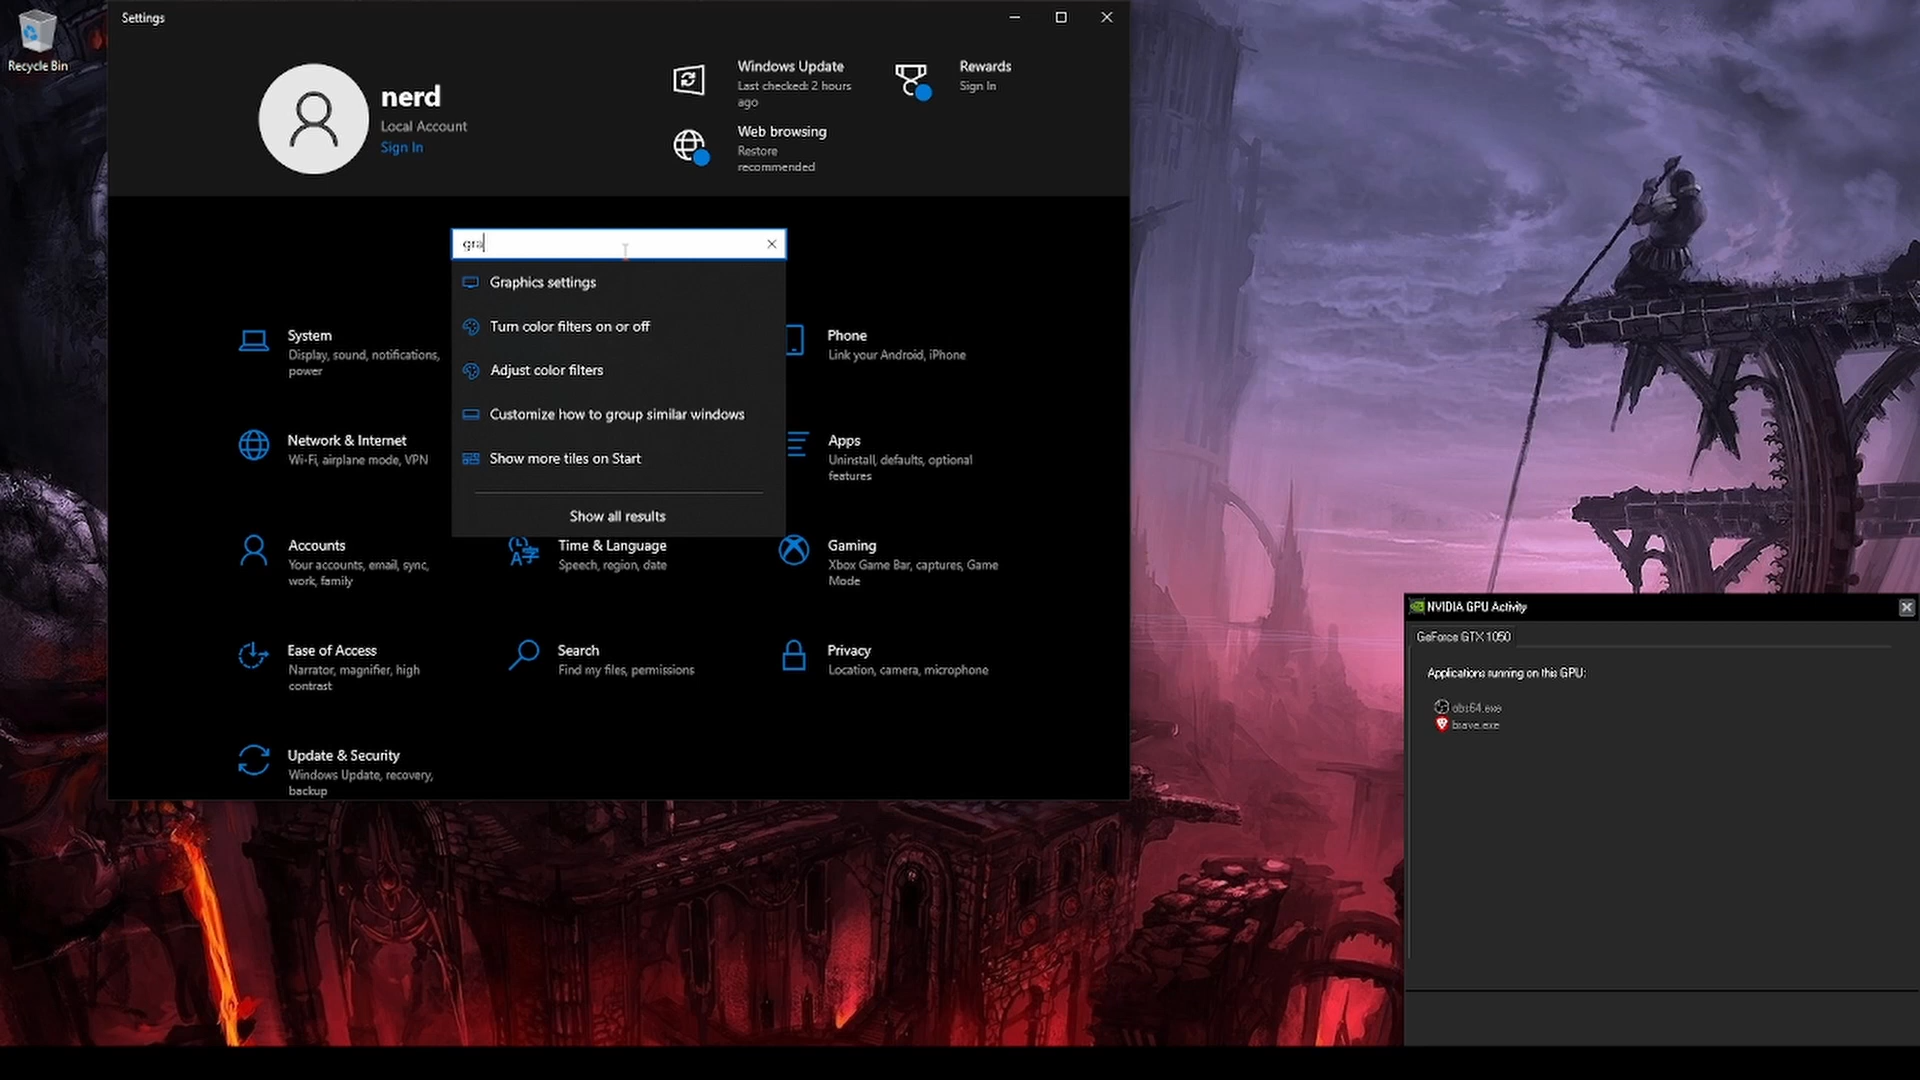 Settings
Recycle Bin
nerd
Local Account
Sign In
Windows Update
Last checked: 2 hours
ago
Rewards
Sign In
Web browsing
Restore
recommended
gra
Graphics settings
Turn color filters on or off
Adjust color filters
Customize how to group similar windows
Show more tiles on Start
Show all results
System
Display, sound, notifications,
power
Phone
Link your Android, iPhone
Network & Internet
Wi-Fi, airplane mode, VPN
Apps
Uninstall, defaults, optional
features
Accounts
Your accounts, email, sync,
work, family
Time & Language
Speech, region, date
Gaming
Xbox Game Bar, captures, Game
Mode
Ease of Access
Narrator, magnifier, high
contrast
Search
Find my files, permissions
Privacy
Location, camera, microphone
Update & Security
Windows Update, recovery,
backup
NVIDIA GPU Activity
GeForce GTX 1050
Applications running on this GPU:
obs64.exe
brave.exe